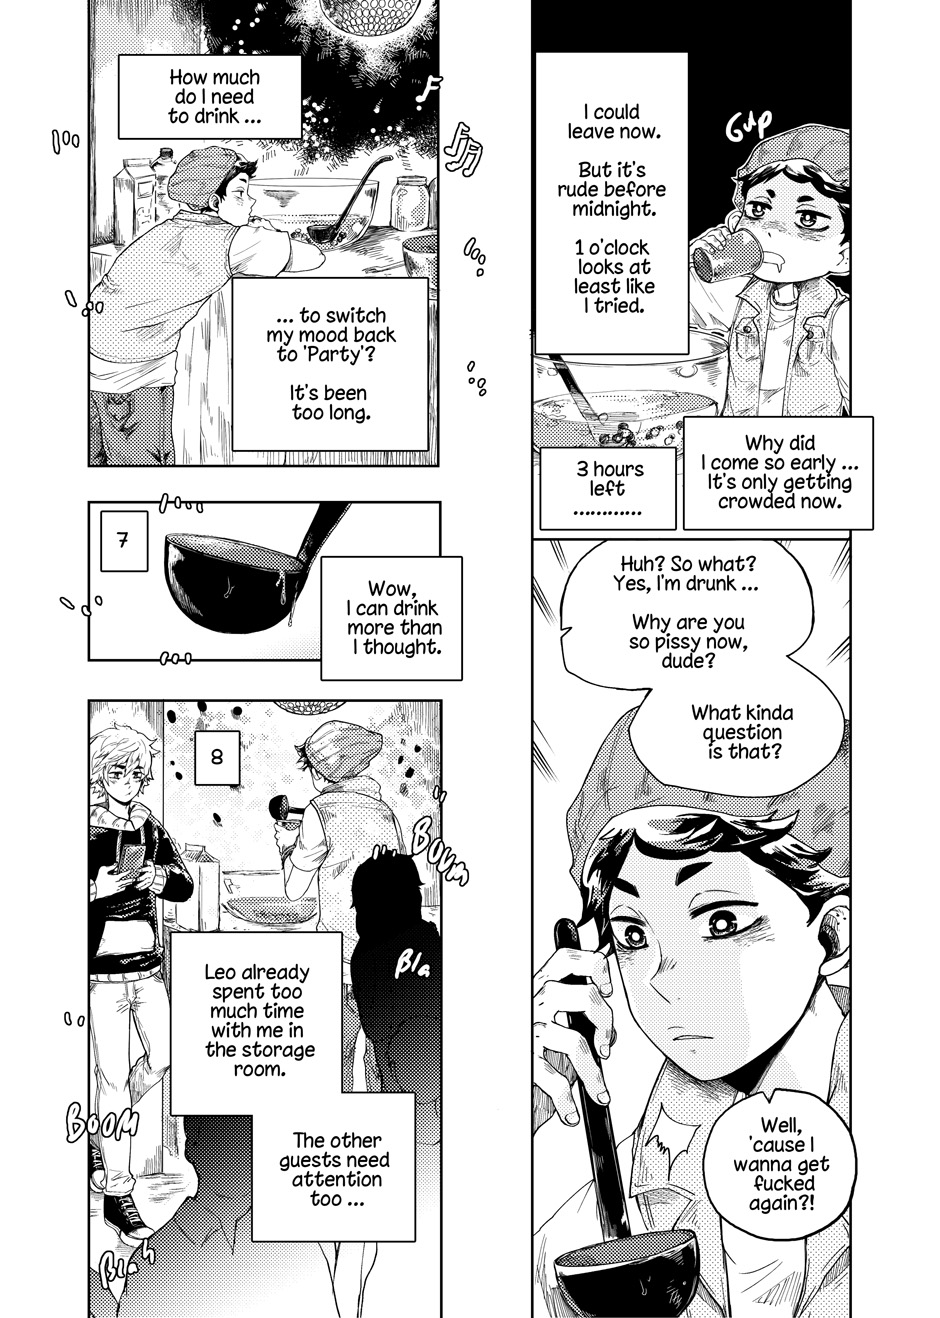 How much
do I need
to drink ...
... to switch
my mood back
to 'Party'?
It's been
too long.
7
Wow,
I can drink
more than
I thought.
8
BOOM
Bla
Leo already
spent too
much time
with me in
the storage
room.
BOOM
The other
guests need
attention
too ...
Blah
I could
leave now.
But it's
rude before
midnight.
1 o'clock
looks at
least like
I tried.
Gup
3 hours
left
............
Why did
I come so early ...
It's only getting
crowded now.
Huh? So what?
Yes, I'm drunk ...
Why are you
so pissy now,
dude?
What kinda
question
is that?
Well,
'cause I
wanna get
fucked
again?!